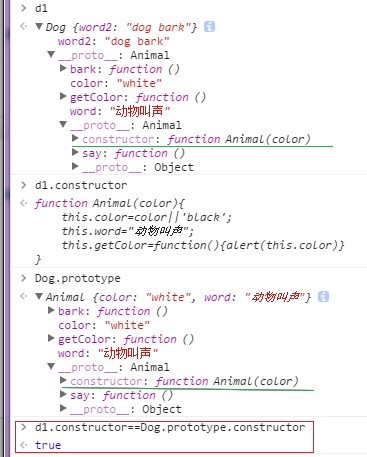 d1
Dog {word2: "dog bark"}
word2: "dog bark"
__proto__: Animal
bark: function ()
color: "white"
getColor: function ()
word: "动物叫声"
__proto__: Animal
constructor: function Animal(color)
say: function ()
__proto__: Object
d1.constructor
function Animal(color){
this.color=color||'black';
this.word="动物叫声";
this.getColor=function(){alert(this.color)}
}
Dog.prototype
Animal {color: "white", word: "动物叫声"}
bark: function ()
color: "white"
getColor: function ()
word: "动物叫声"
__proto__: Animal
constructor: function Animal(color)
say: function ()
__proto__: Object
d1.constructor==Dog.prototype.constructor
true